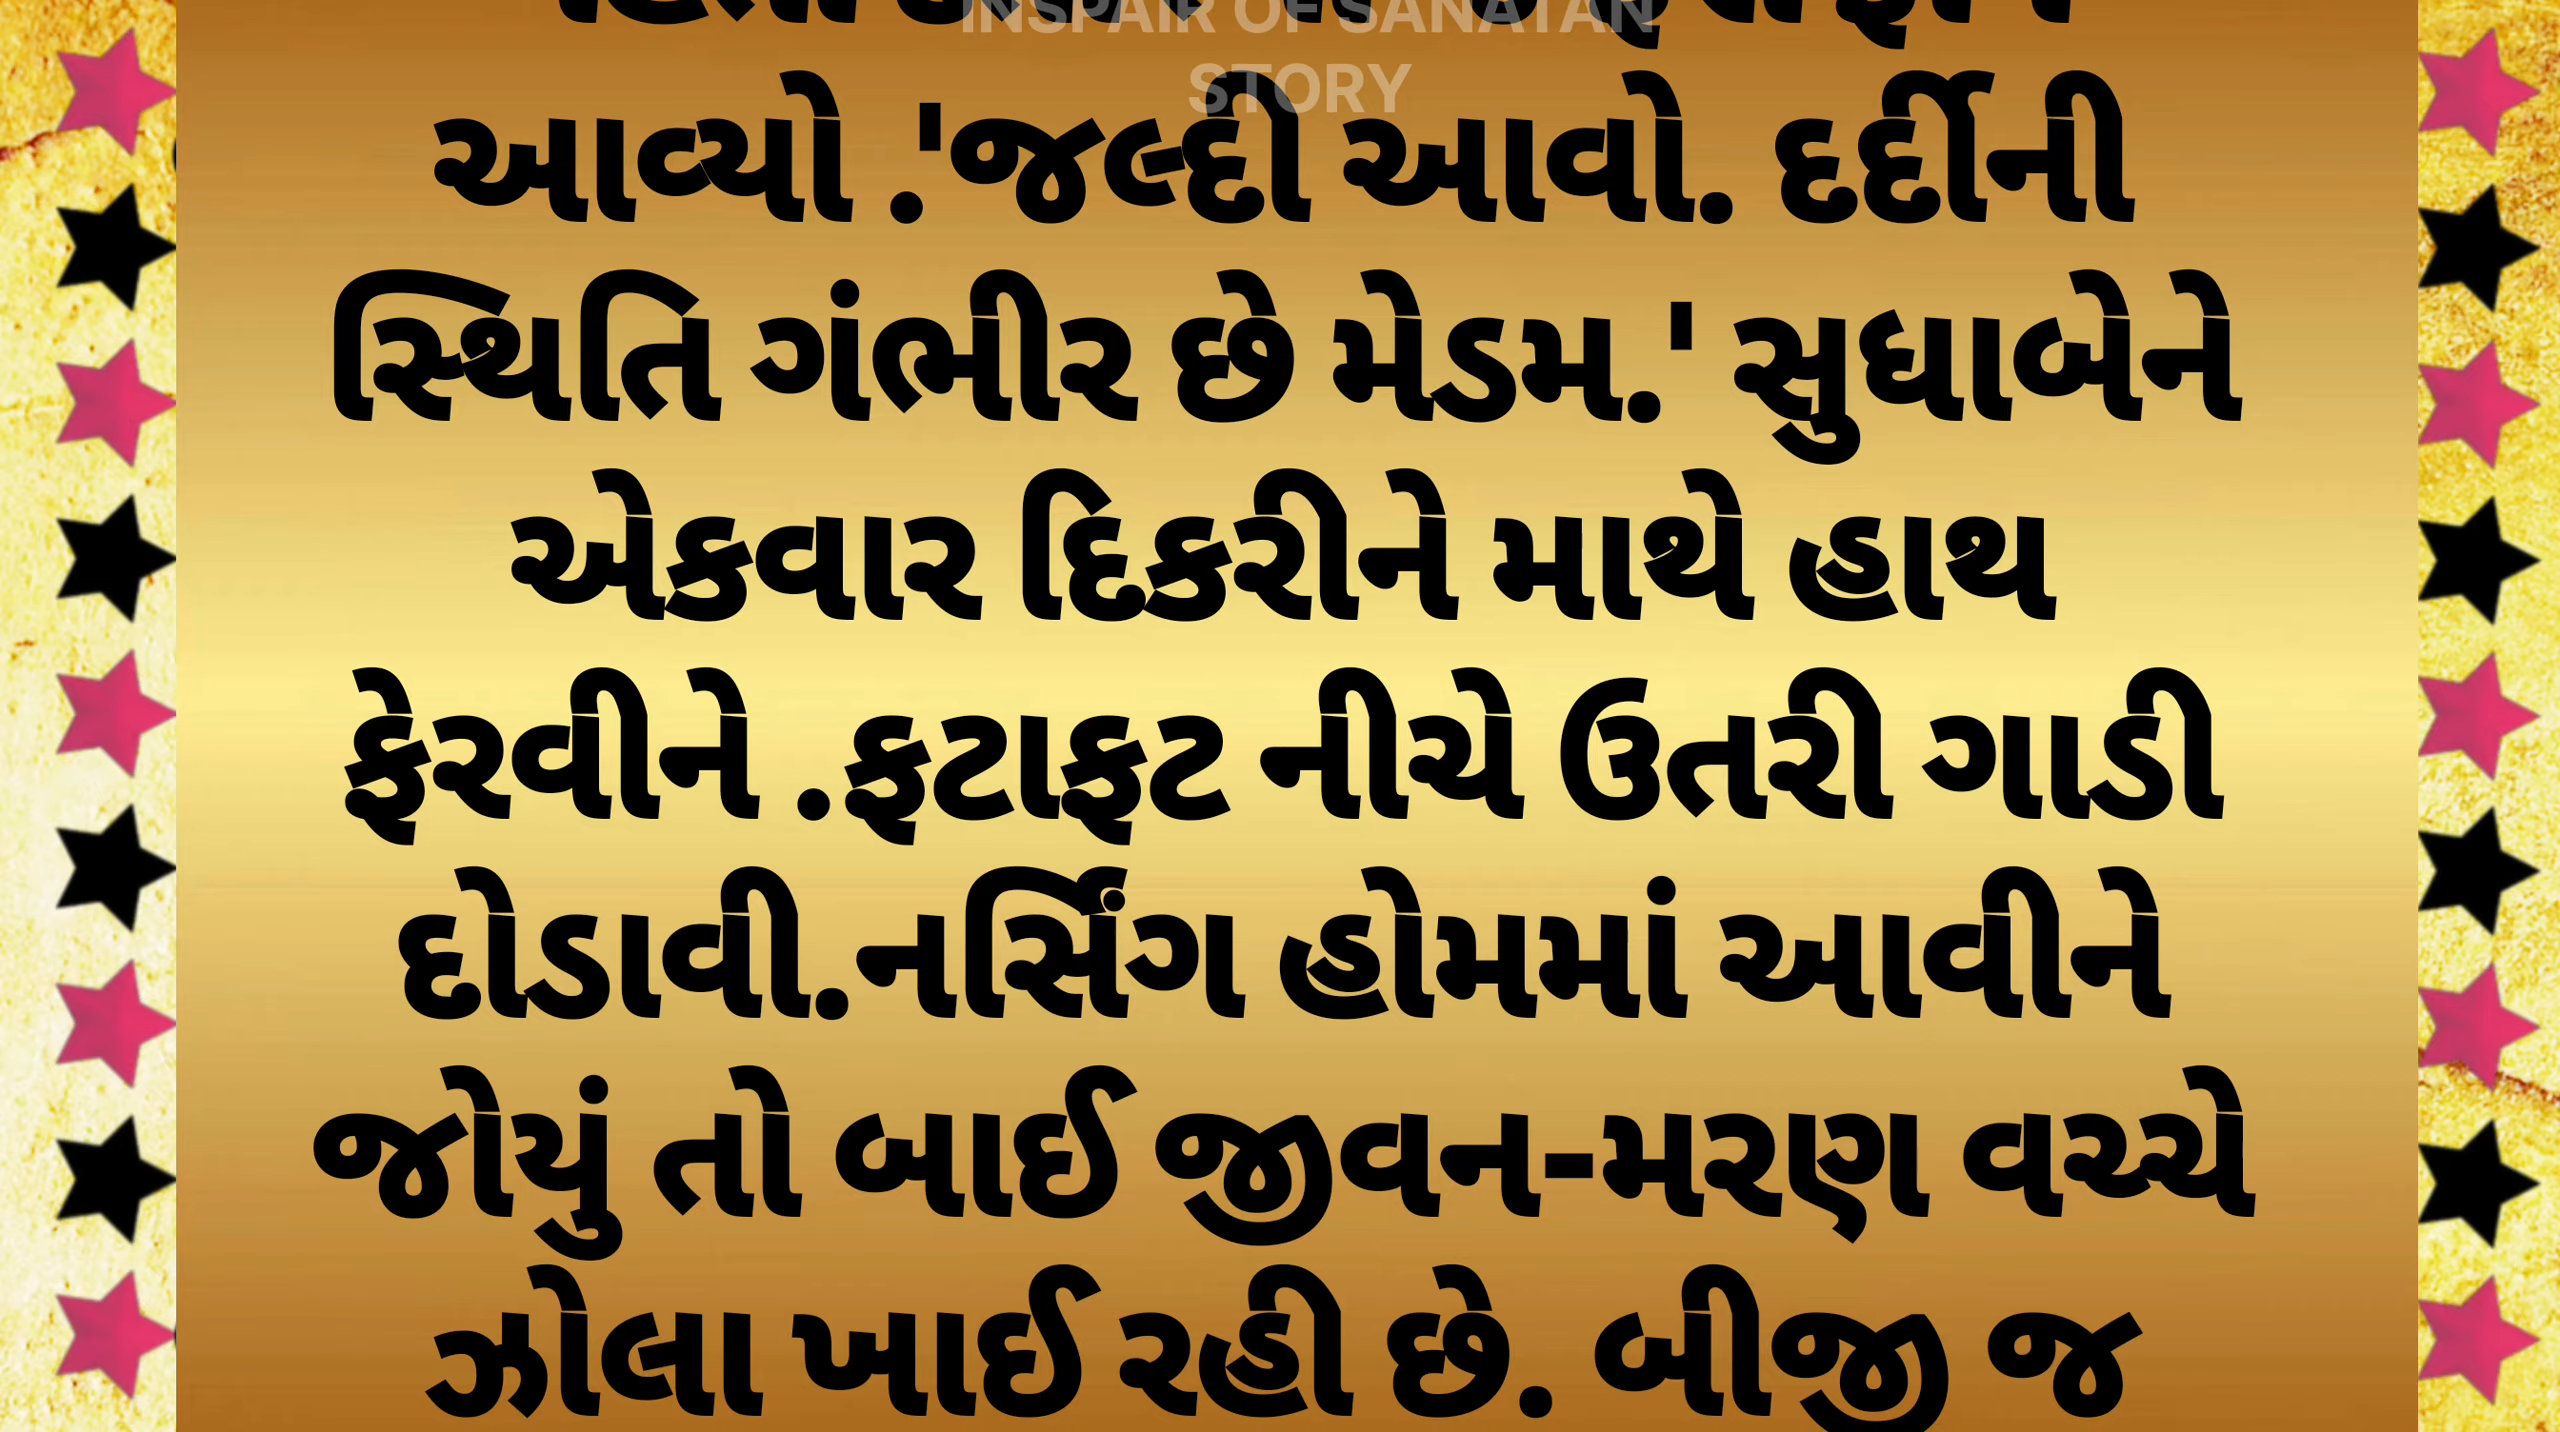 INSPAIR OF SANATAN
STORY
આવ્યો .'જલ્દી આવો. દર્દીની
સ્થિતિ ગંભીર છે મેડમ.' સુધાબેને
એકવાર દિકરીને માથે હાથ
ફેરવીને .ફટાફટ નીચે ઉતરી ગાડી
દોડાવી.નર્સિંગ હોમમાં આવીને
જોયું તો બાઈ જીવન-મરણ વચ્ચે
ઝોલા ખાઈ રહી છે. બીજી જ